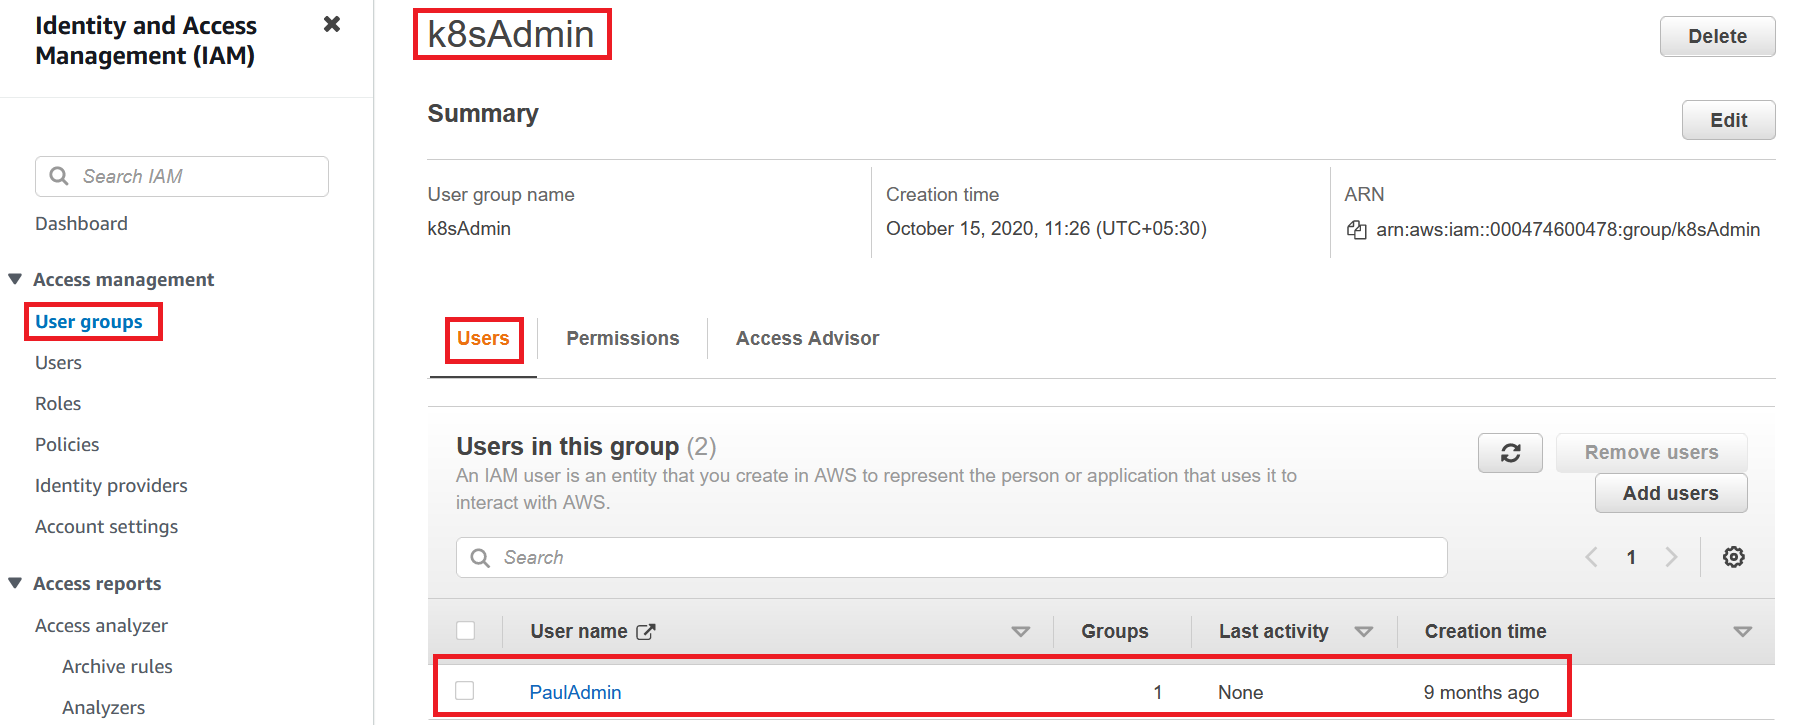 Identity and Access
Management (IAM)
Search IAM
Dashboard
Access management
User groups
Users
Roles
Policies
Identity providers
Account settings
Access reports
Access analyzer
Archive rules
Analyzers
k8sAdmin
Delete
Summary
Edit
User group name
k8sAdmin
Creation time
October 15, 2020, 11:26 (UTC+05:30)
ARN
arn:aws:iam::000474600478:group/k8sAdmin
Users
Permissions
Access Advisor
Users in this group (2)
An IAM user is an entity that you create in AWS to represent the person or application that uses it to
interact with AWS.
Remove users
Add users
Search
1
User name Groups Last activity Creation time
PaulAdmin 1 None 9 months ago